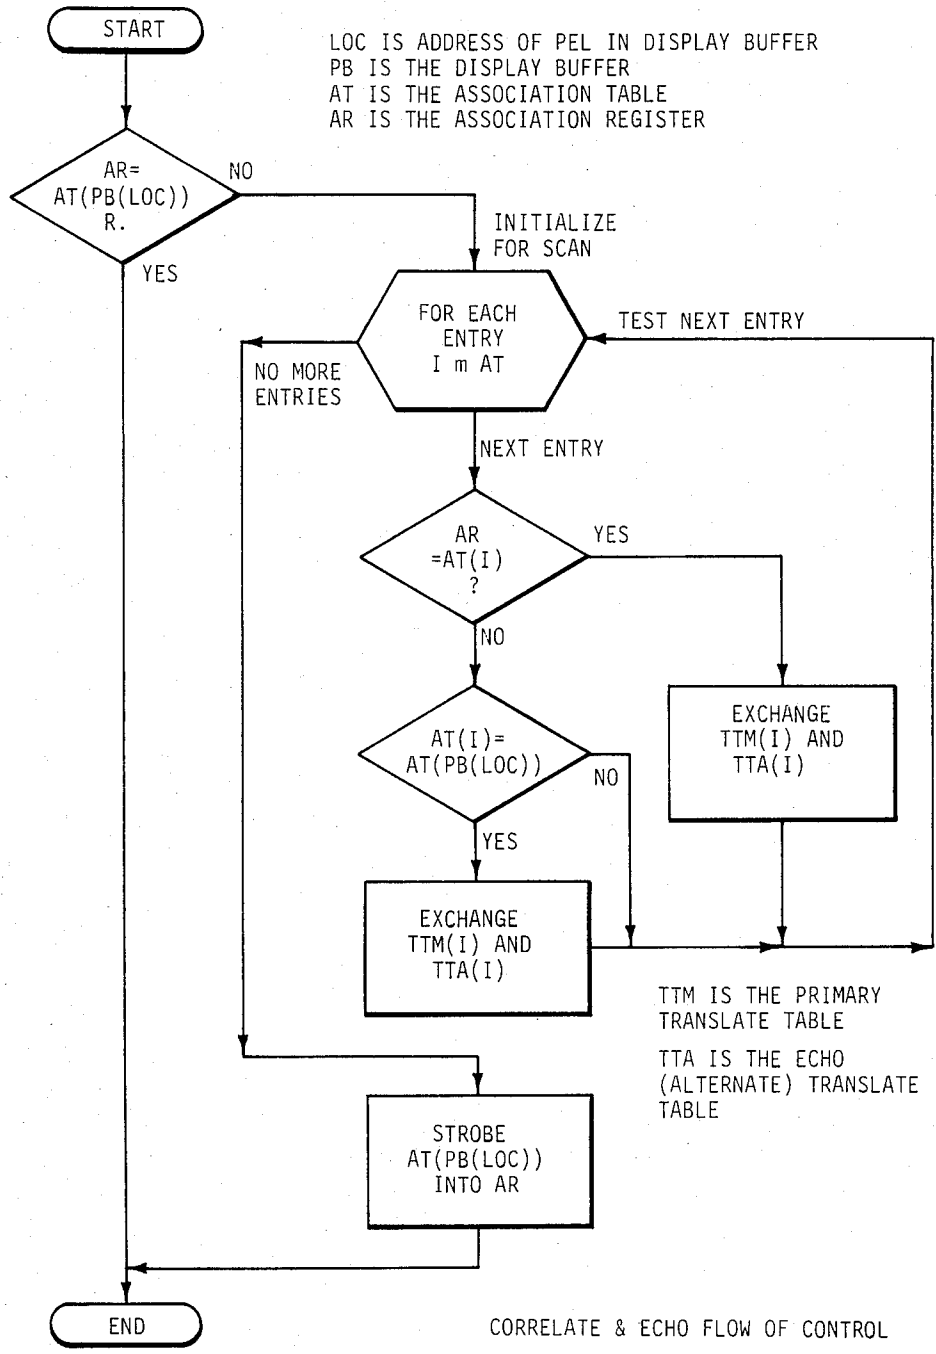 START
LOC IS ADDRESS OF PEL IN DISPLAY BUFFER
PB IS THE DISPLAY BUFFER
AT IS THE ASSOCIATION TABLE
AR IS THE ASSOCIATION REGISTER
AR=
AT(PB(LOC))
R.
NO
YES
INITIALIZE
FOR SCAN
FOR EACH
ENTRY
I m AT
TEST NEXT ENTRY
NO MORE
ENTRIES
NEXT ENTRY
AR
=AT(I)
?
YES
NO
EXCHANGE
TTM(I) AND
TTA(I)
AT(I)=
AT(PB(LOC))
NO
YES
EXCHANGE
TTM(I) AND
TTA(I)
TTM IS THE PRIMARY
TRANSLATE TABLE
TTA IS THE ECHO
(ALTERNATE) TRANSLATE
TABLE
STROBE
AT(PB(LOC))
INTO AR
END
CORRELATE & ECHO FLOW OF CONTROL